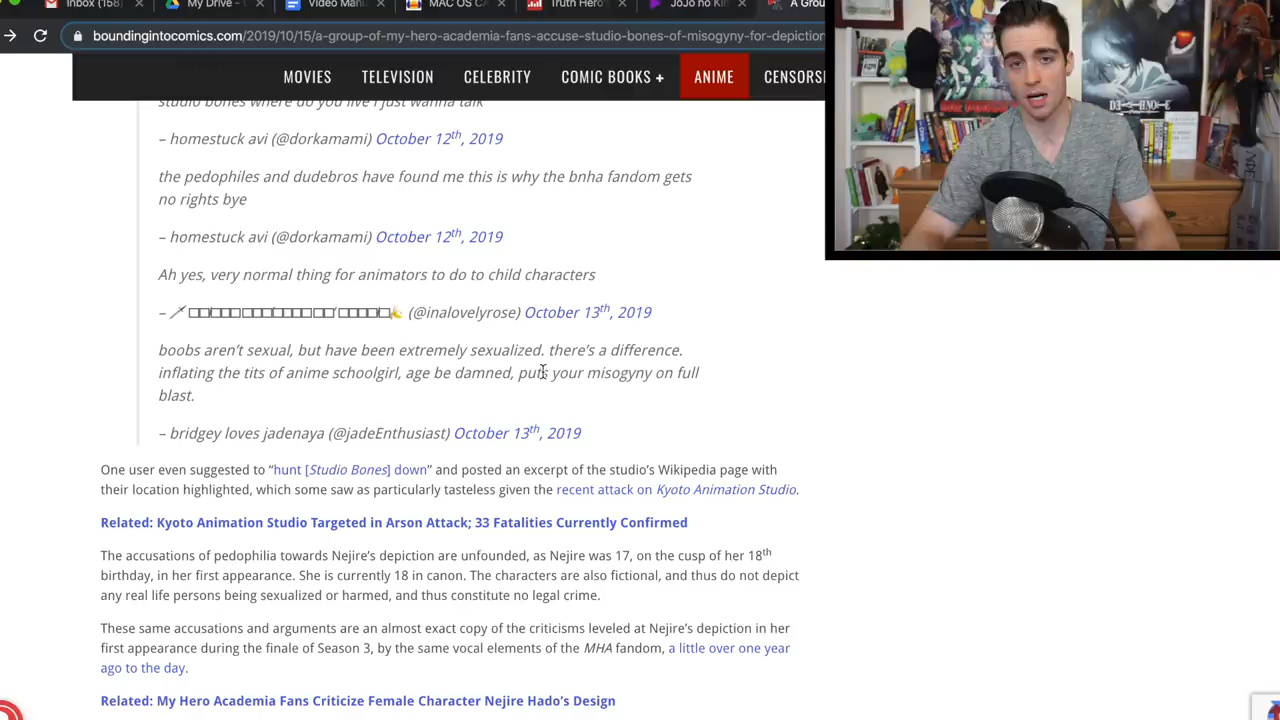 Inbox (158)
My Drive -
Video Manu
MAC OS CA
Truth Hero's
JoJo no Kin
A Grou
boundingintocomics.com/2019/10/15/a-group-of-my-hero-academia-fans-accuse-studio-bones-of-misogyny-for-depiction
MOVIES TELEVISION CELEBRITY COMIC BOOKS + ANIME CENSORS
studio bones where do you live i just wanna talk
– homestuck avi (@dorkamami) October 12th, 2019
the pedophiles and dudebros have found me this is why the bnha fandom gets
no rights bye
– homestuck avi (@dorkamami) October 12th, 2019
Ah yes, very normal thing for animators to do to child characters
(@inalovelyrose) October 13th, 2019
boobs aren't sexual, but have been extremely sexualized. there's a difference.
inflating the tits of anime schoolgirl, age be damned, puts your misogyny on full
blast.
– bridgey loves jadenaya (@jadeEnthusiast) October 13th, 2019
One user even suggested to “hunt [Studio Bones] down” and posted an excerpt of the studio's Wikipedia page with
their location highlighted, which some saw as particularly tasteless given the recent attack on Kyoto Animation Studio.
Related: Kyoto Animation Studio Targeted in Arson Attack; 33 Fatalities Currently Confirmed
The accusations of pedophilia towards Nejire's depiction are unfounded, as Nejire was 17, on the cusp of her 18th
birthday, in her first appearance. She is currently 18 in canon. The characters are also fictional, and thus do not depict
any real life persons being sexualized or harmed, and thus constitute no legal crime.
These same accusations and arguments are an almost exact copy of the criticisms leveled at Nejire's depiction in her
first appearance during the finale of Season 3, by the same vocal elements of the MHA fandom, a little over one year
ago to the day.
Related: My Hero Academia Fans Criticize Female Character Nejire Hado's Design
DEATH NOTE